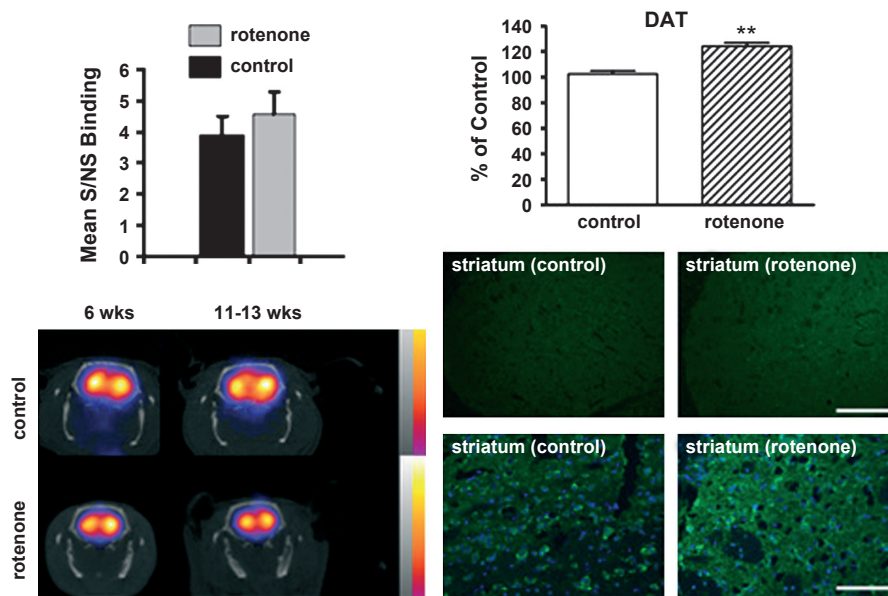 rotenone
control
Mean S/NS Binding
6
5
4
3
2
1
0
DAT
**
% of Control
140
120
100
80
60
40
20
0
control
rotenone
6 wks
11-13 wks
control
rotenone
striatum (control)
striatum (rotenone)
striatum (control)
striatum (rotenone)